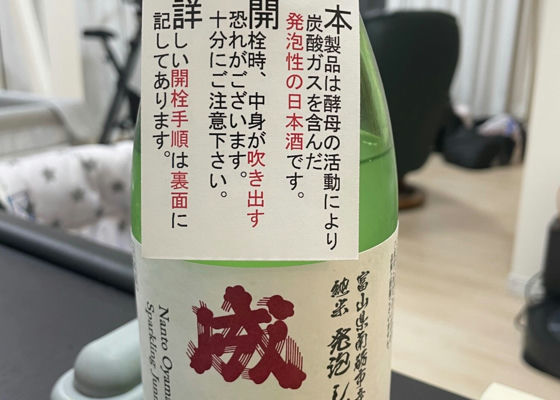 本製品は酵母の活動により
炭酸ガスを含んだ
発泡性の日本酒です。
開栓時、中身が吹き出す
恐れがございます。
十分にご注意下さい。
詳しい開栓手順は裏面に
記してあります。
富山県南砺市
純米 発泡
成
Nanto Oyama
Sparkling Jun